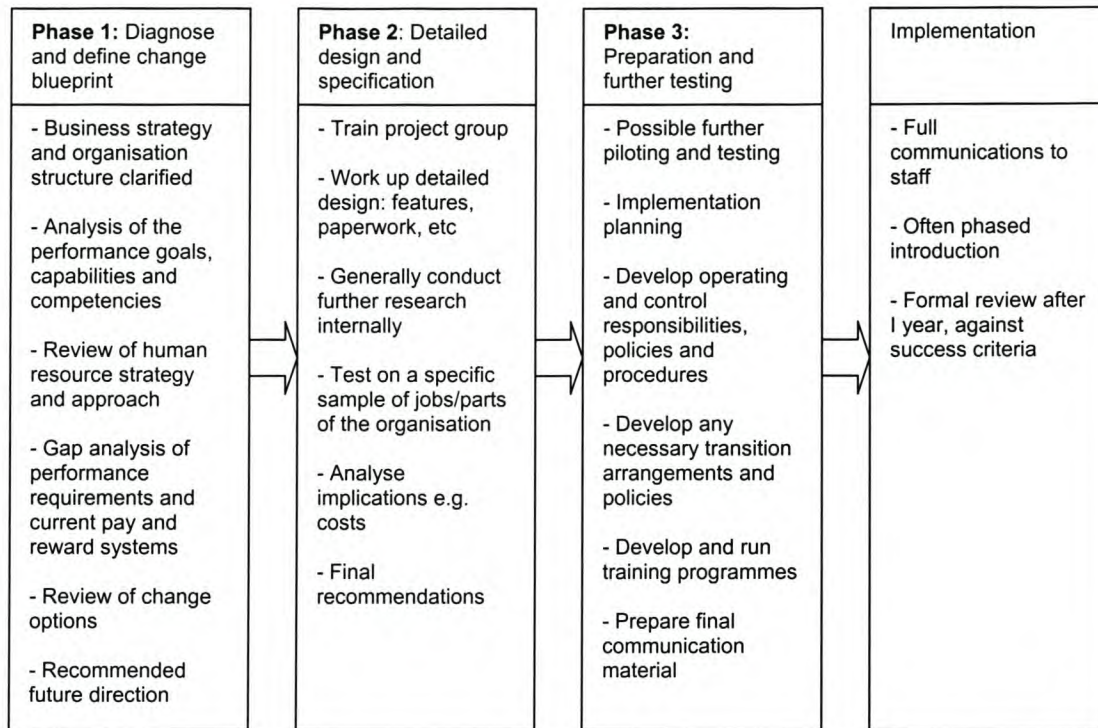 Phase 1: Diagnose
and define change
blueprint
- Business strategy
and organisation
structure clarified
- Analysis of the
performance goals,
capabilities and
competencies
- Review of human
resource strategy
and approach
- Gap analysis of
performance
requirements and
current pay and
reward systems
- Review of change
options
- Recommended
future direction
Phase 2: Detailed
design and
specification
- Train project group
- Work up detailed
design: features,
paperwork, etc
- Generally conduct
further research
internally
- Test on a specific
sample of jobs/parts
of the organisation
- Analyse
implications e.g.
costs
- Final
recommendations
Phase 3:
Preparation and
further testing
- Possible further
piloting and testing
- Implementation
planning
- Develop operating
and control
responsibilities,
policies and
procedures
- Develop any
necessary transition
arrangements and
policies
- Develop and run
training programmes
- Prepare final
communication
material
Implementation
- Full
communications to
staff
- Often phased
introduction
- Formal review after
I year, against
success criteria